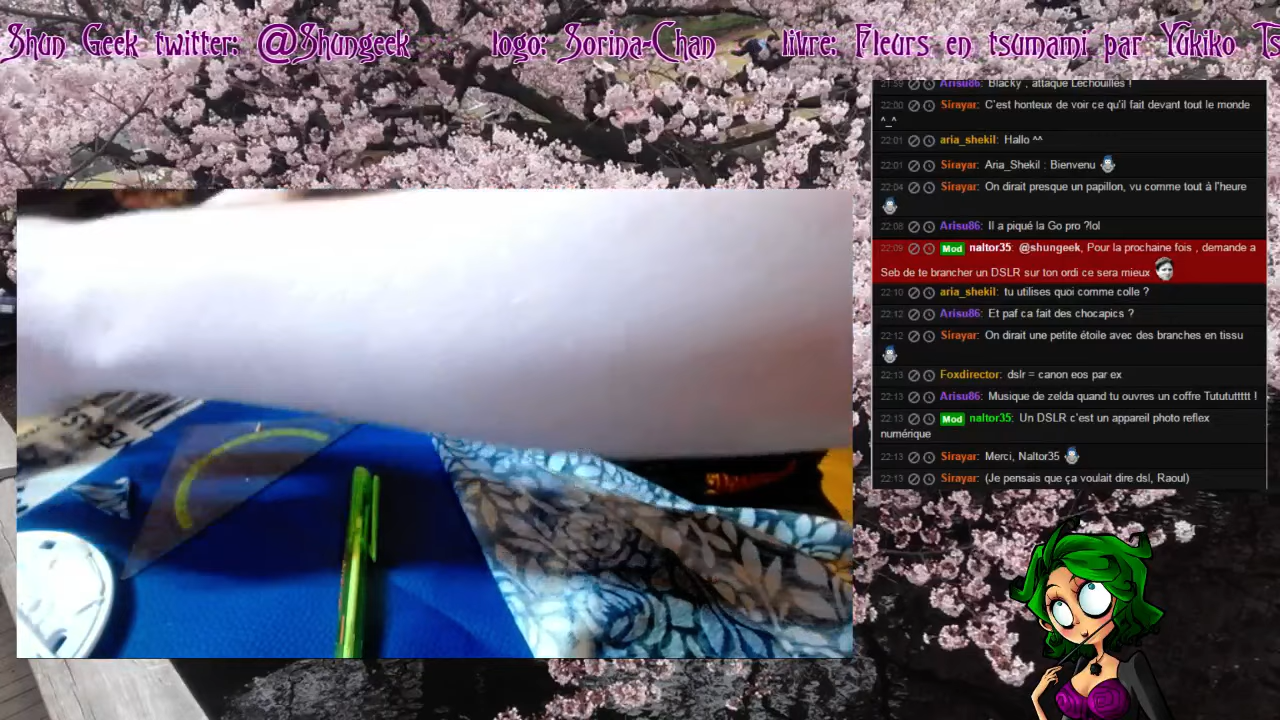 Shun Geek twitter: @Shungeek logo: Sorina-Chan livre: Fleurs en tsumami par Yukiko Ts
21:59 Arisu86: Blacky , attaque Lechouilles !
22:00 Sirayar: C'est honteux de voir ce qu'il fait devant tout le monde
^_^
22:01 aria_shekil: Hallo ^^
22:01 Sirayar: Aria_Shekil : Bienvenu
22:04 Sirayar: On dirait presque un papillon, vu comme tout à l'heure
22:08 Arisu86: Il a piqué la Go pro ?lol
22:09 Mod naltor35: @shungeek, Pour la prochaine fois , demande a
Seb de te brancher un DSLR sur ton ordi ce sera mieux
22:10 aria_shekil: tu utilises quoi comme colle ?
22:12 Arisu86: Et paf ca fait des chocapics ?
22:12 Sirayar: On dirait une petite étoile avec des branches en tissu
22:13 Foxdirector: dslr = canon eos par ex
22:13 Arisu86: Musique de zelda quand tu ouvres un coffre Tutututtttt !
22:13 Mod naltor35: Un DSLR c'est un appareil photo reflex
numérique
22:13 Sirayar: Merci, Naltor35
22:13 Sirayar: (Je pensais que ça voulait dire dsl, Raoul)